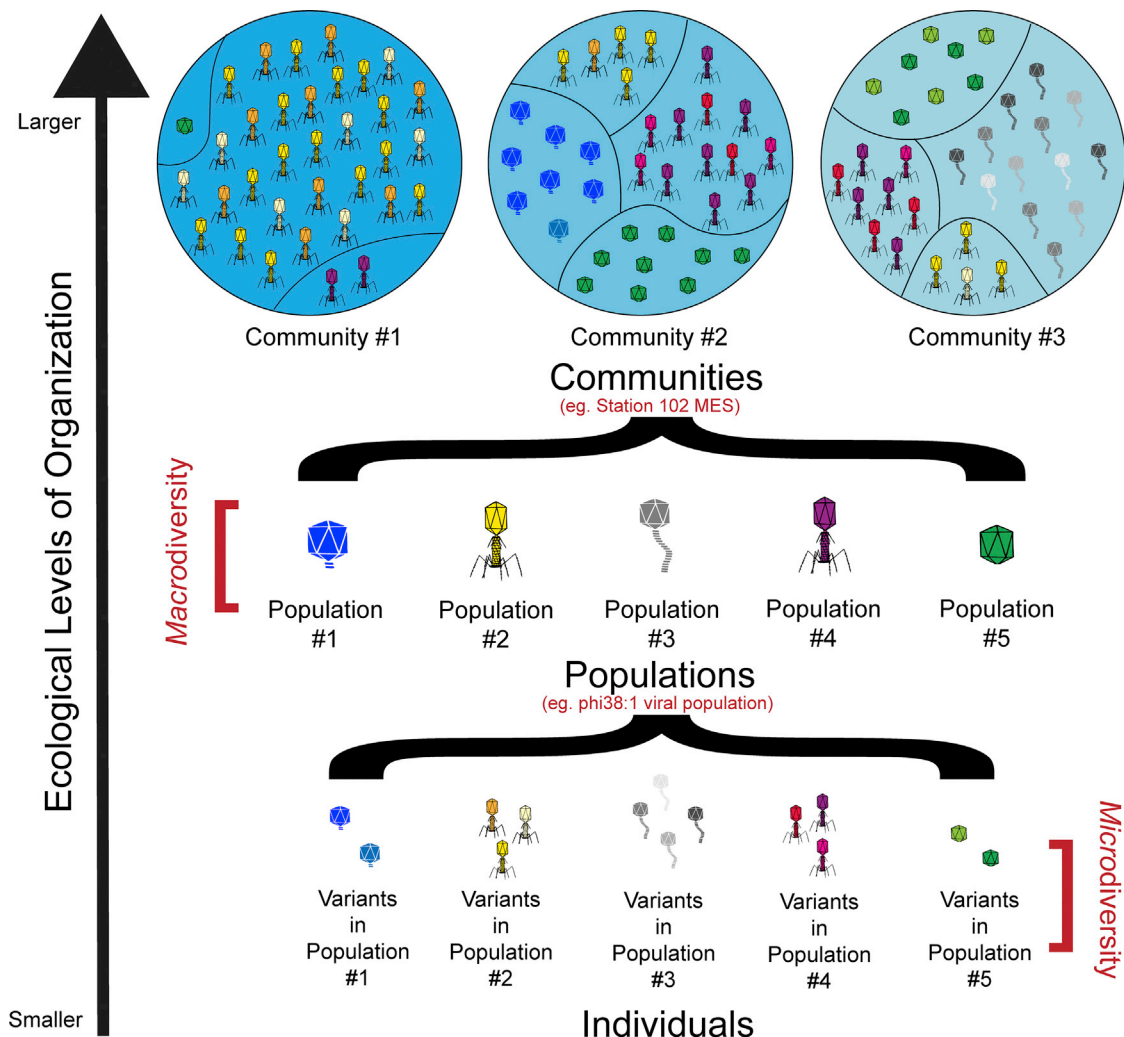 Larger
Ecological Levels of Organization
Smaller
Community #1
Community #2
Community #3
Communities
(eg. Station 102 MES)
Macrodiversity
Population
#1
Population
#2
Population
#3
Population
#4
Population
#5
Populations
(eg. phi38:1 viral population)
Variants
in
Population
#1
Variants
in
Population
#2
Variants
in
Population
#3
Variants
in
Population
#4
Variants
in
Population
#5
Microdiversity
Individuals